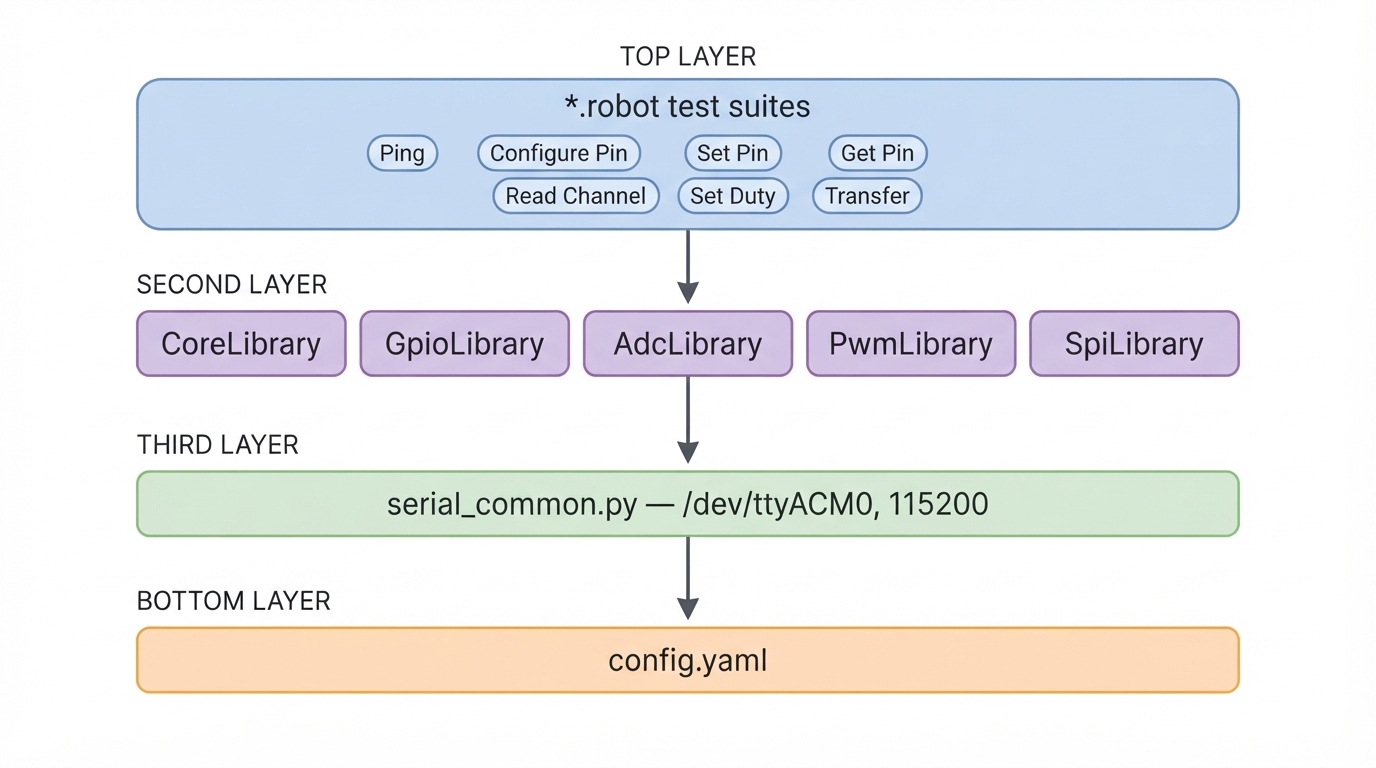 TOP LAYER
*.robot test suites
Ping Configure Pin Set Pin Get Pin
Read Channel Set Duty Transfer
SECOND LAYER
CoreLibrary GpioLibrary AdcLibrary PwmLibrary SpiLibrary
THIRD LAYER
serial_common.py — /dev/ttyACM0, 115200
BOTTOM LAYER
config.yaml